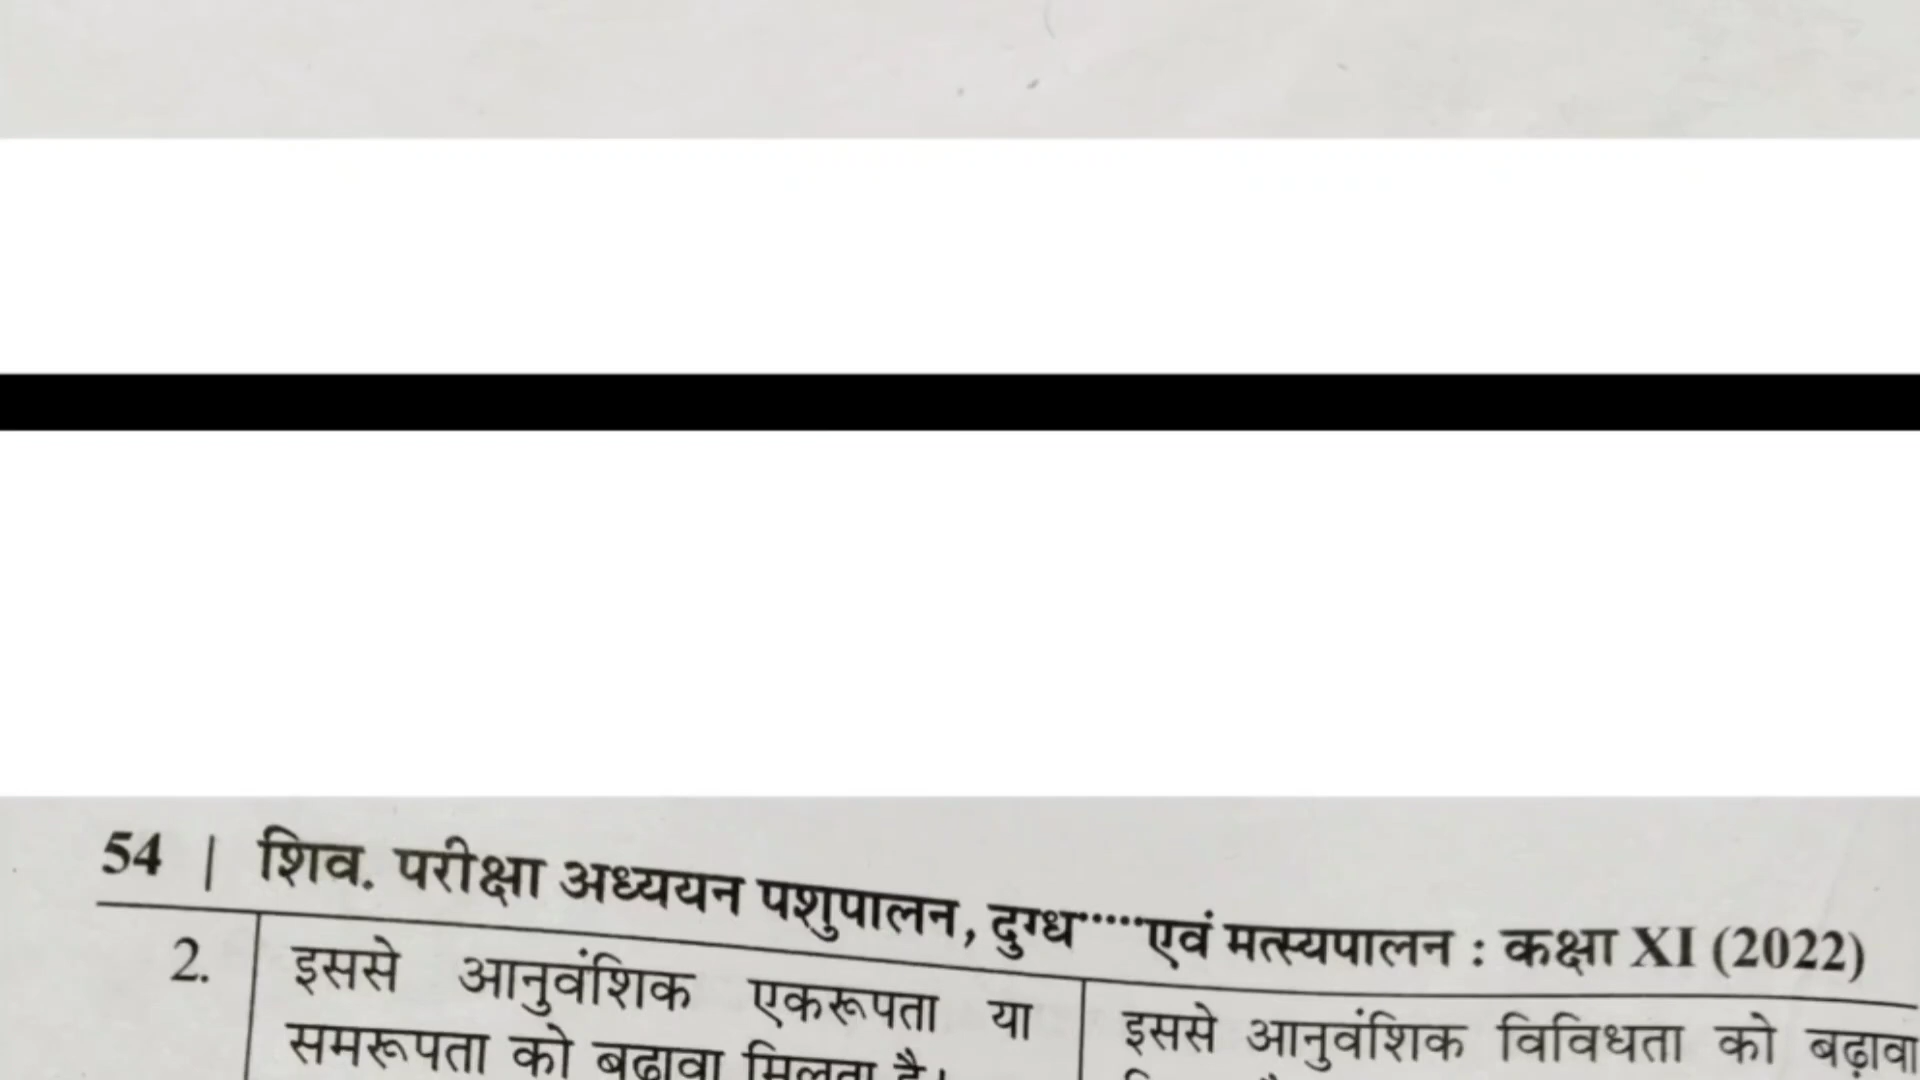 54 | शिव. परीक्षा अध्ययन पशुपालन, दुग्ध.....एवं मत्स्यपालन : कक्षा XI (2022)
2. इससे आनुवंशिक एकरूपता या
समरूपता को बढ़ावा मिलता है।
इससे आनुवंशिक विविधता को बढ़ावा